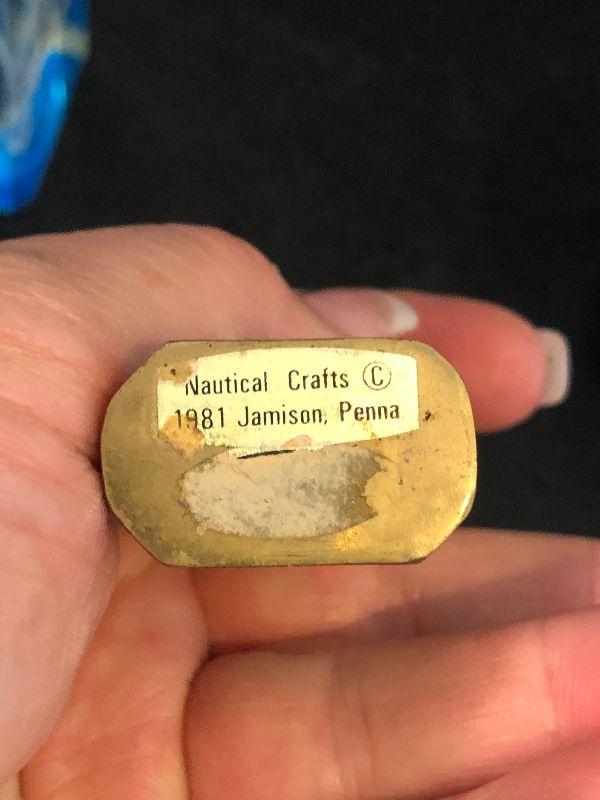 Nautical Crafts ©
1981 Jamison, Penna